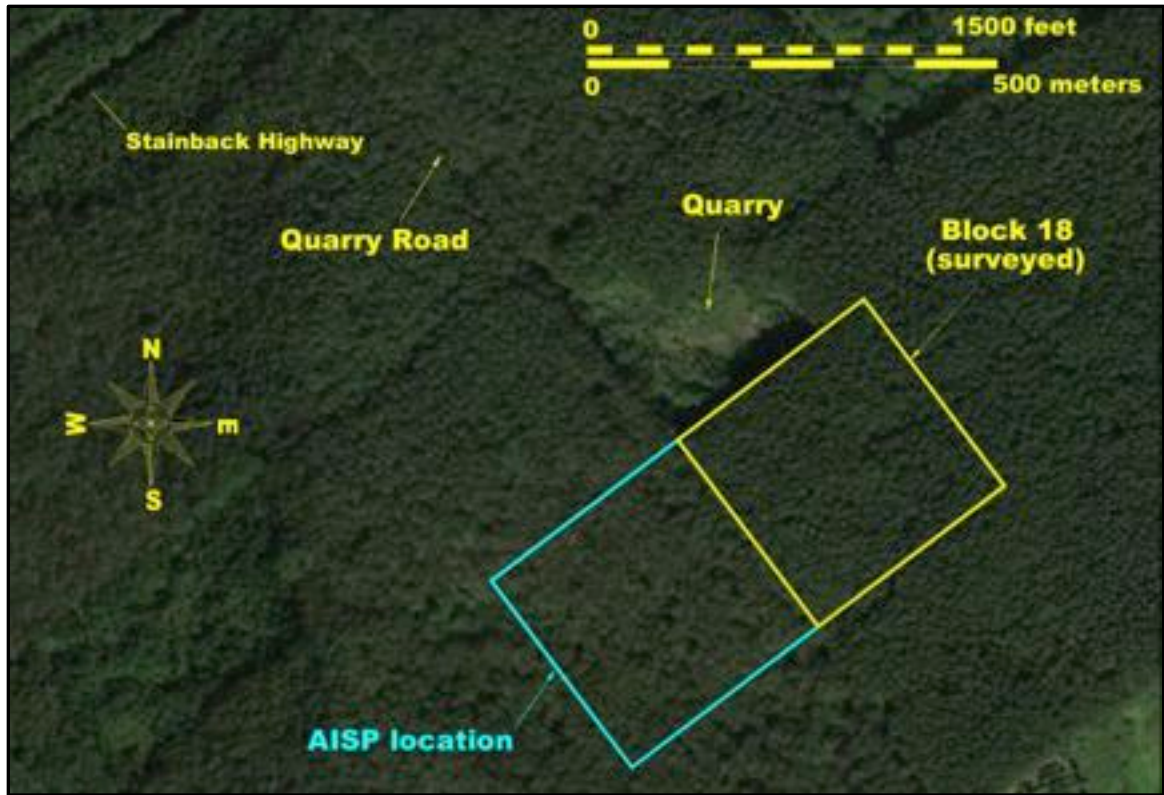 0 1500 feet
0 500 meters
Stainback Highway
Quarry Road
Quarry
Block 18
(surveyed)
N
W m
S
AISP location